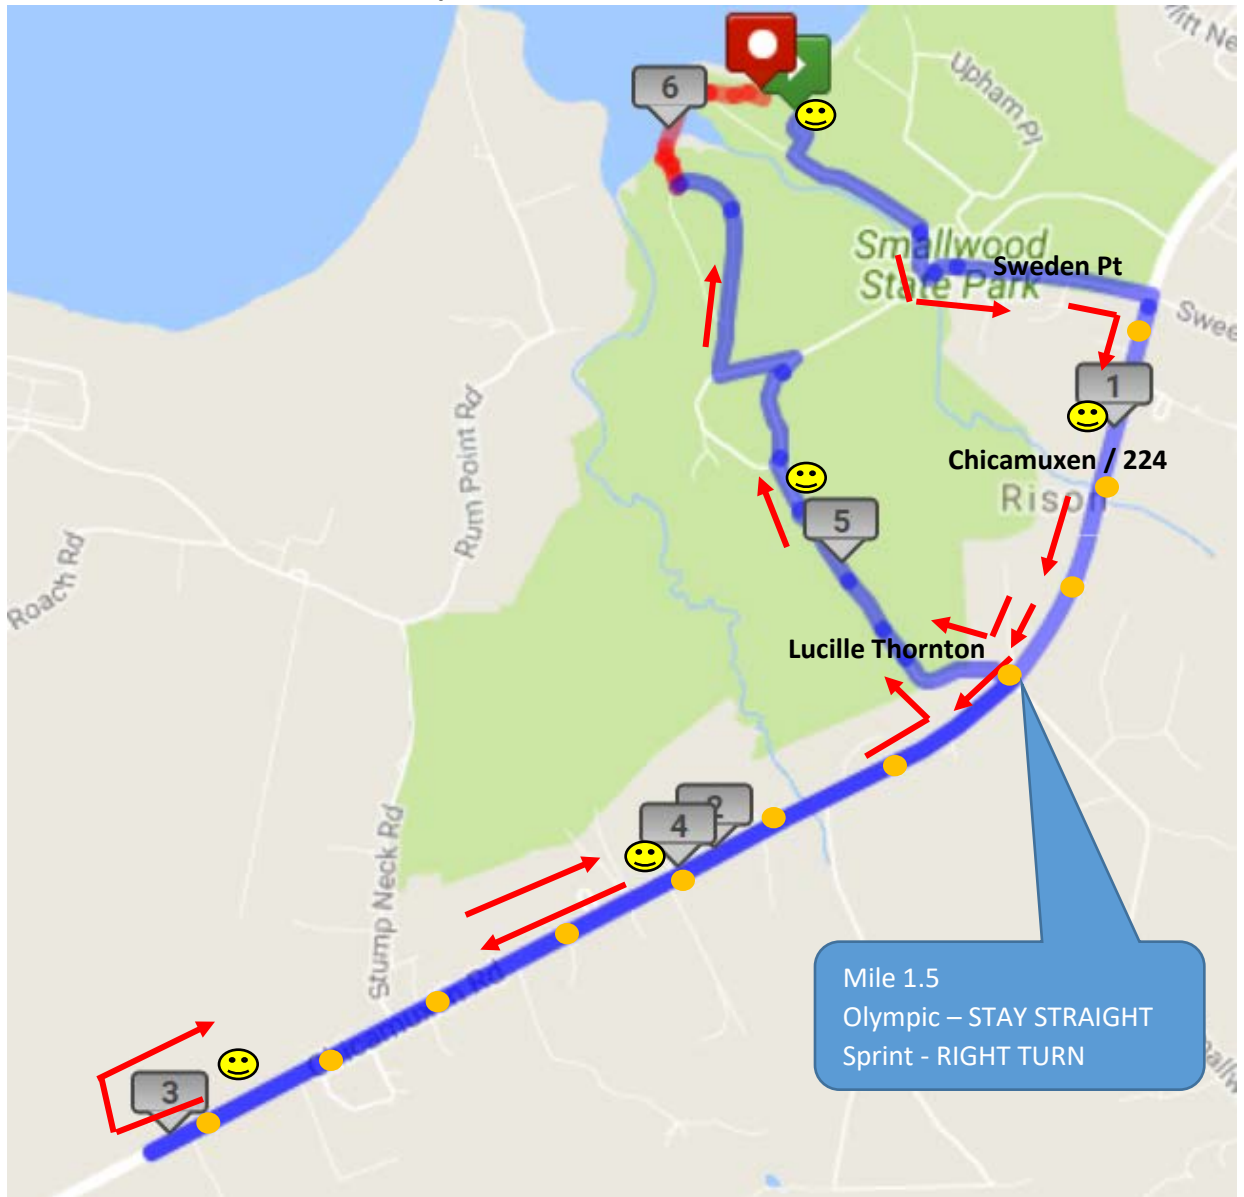 Upham Pl
6
Smallwood
State Park
Sweden Pt
1
Chicamuxen / 224
Rison
Rum Point Rd
5
Roach Rd
Lucille Thornton
2
4
Stump Neck Rd
Mile 1.5
Olympic – STAY STRAIGHT
Sprint - RIGHT TURN
3